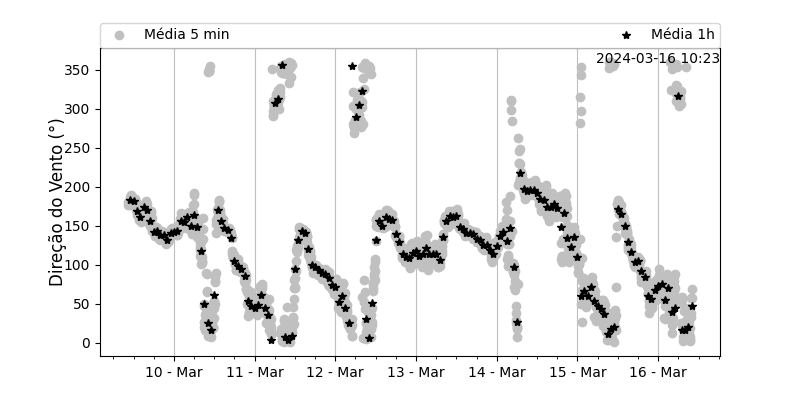 Média 5 min
Média 1h
2024-03-16 10:23
Direção do Vento (°)
350
300
250
200
150
100
50
0
10 - Mar
11 - Mar
12 - Mar
13 - Mar
14 - Mar
15 - Mar
16 - Mar